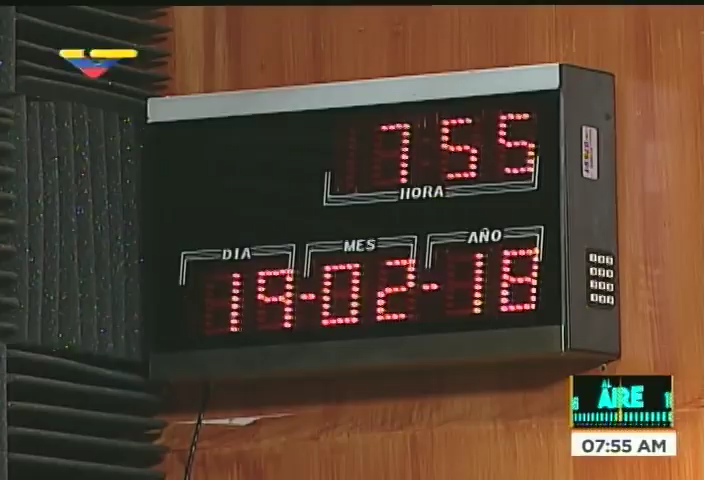 7 55
HORA
DIA MES AÑO
19-02-18
AL
AIRE
07:55 AM